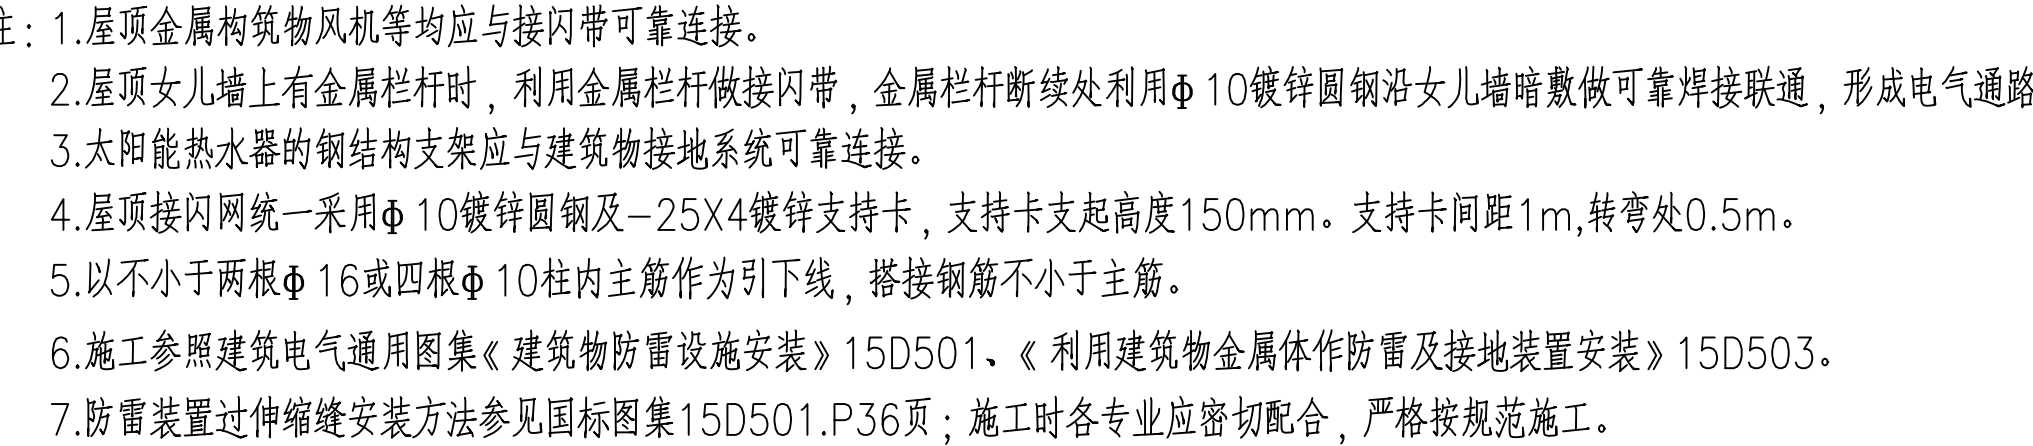 注：1.屋顶金属构筑物风机等均应与接闪带可靠连接。
2.屋顶女儿墙上有金属栏杆时，利用金属栏杆做接闪带，金属栏杆断续处利用Φ10镀锌圆钢沿女儿墙暗敷做可靠焊接联通，形成电气通路
3.太阳能热水器的钢结构支架应与建筑物接地系统可靠连接。
4.屋顶接闪网统一采用Φ10镀锌圆钢及-25X4镀锌支持卡，支持卡支起高度150mm。支持卡间距1m,转弯处0.5m。
5.以不小于两根Φ16或四根Φ10柱内主筋作为引下线，搭接钢筋不小于主筋。
6.施工参照建筑电气通用图集《建筑物防雷设施安装》15D501、《利用建筑物金属体作防雷及接地装置安装》15D503。
7.防雷装置过伸缩缝安装方法参见国标图集15D501.P36页；施工时各专业应密切配合，严格按规范施工。